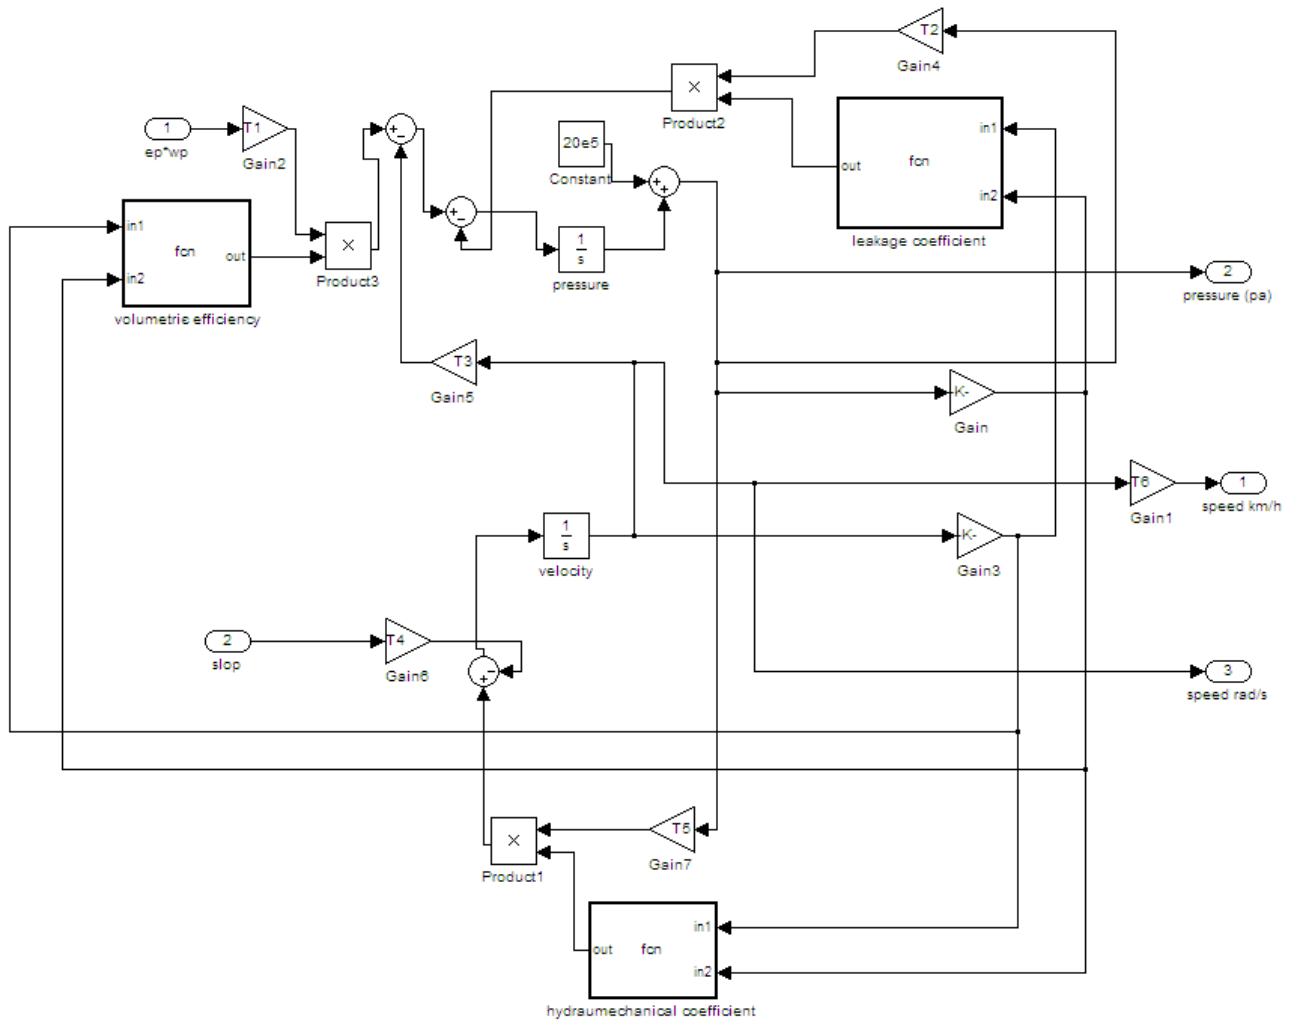 T2
Gain4
×
Product2
1
ep*wp
T1
Gain2
+
−
20e5
Constant
in1
fcn
out
in2
leakage coefficient
+
+
+
−
in1
fcn
out
in2
volumetric efficiency
×
Product3
1
s
pressure
2
pressure (pa)
T3
Gain5
-K-
Gain
T6
Gain1
1
speed km/h
1
s
velocity
-K-
Gain3
2
slop
T4
Gain6
−
+
3
speed rad/s
×
Product1
T5
Gain7
in1
fcn
out
in2
hydraumechanical coefficient